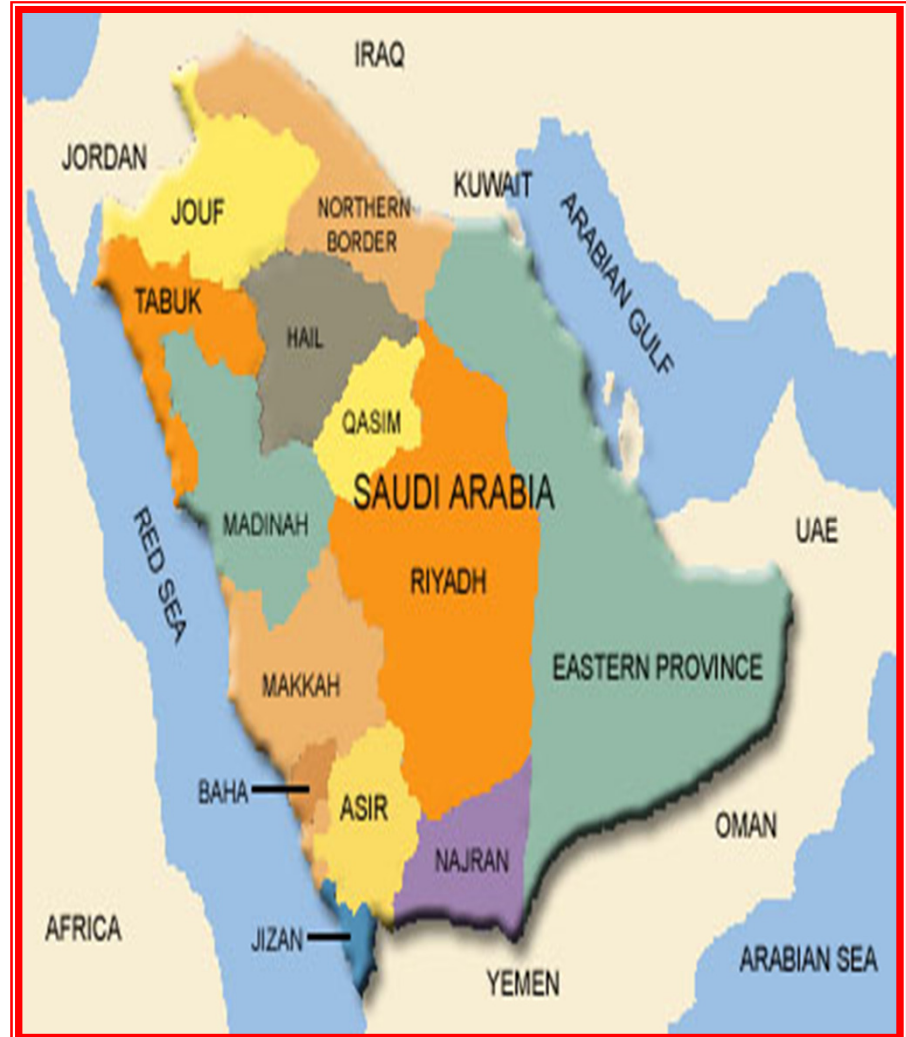 IRAQ
JORDAN
KUWAIT
JOUF
NORTHERN
BORDER
ARABIAN GULF
TABUK
HAIL
QASIM
SAUDI ARABIA
MADINAH
UAE
RED SEA
RIYADH
EASTERN PROVINCE
MAKKAH
BAHA
ASIR
OMAN
NAJRAN
AFRICA
JIZAN
ARABIAN SEA
YEMEN